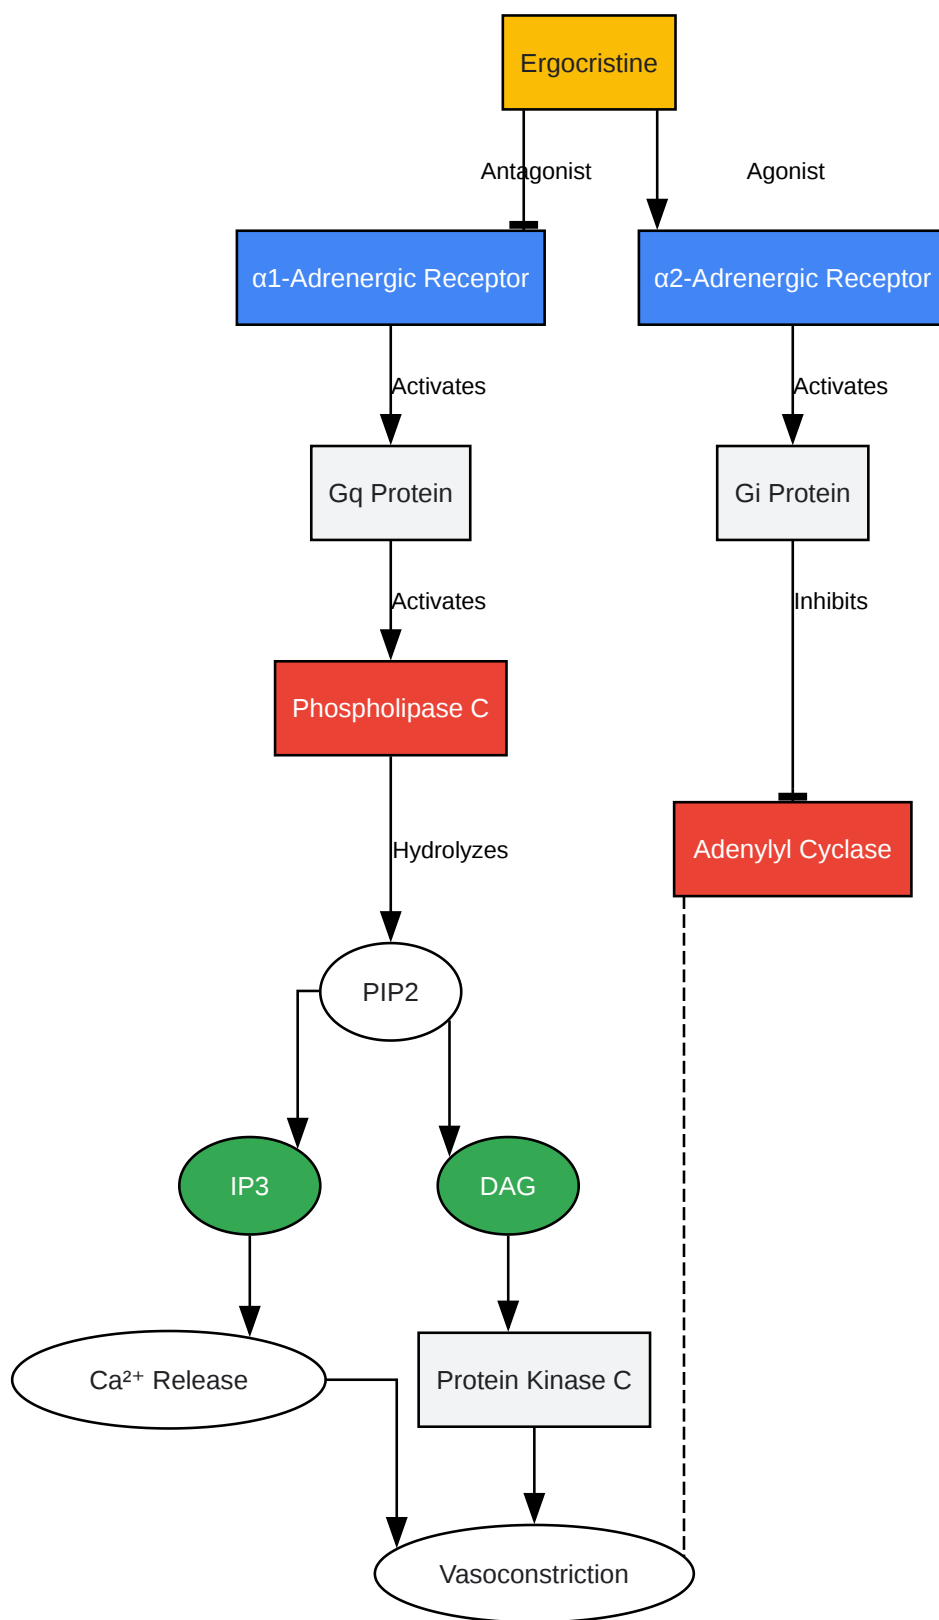 Ergocristine
Antagonist
Agonist
α1-Adrenergic Receptor
α2-Adrenergic Receptor
Activates
Activates
Gq Protein
Gi Protein
Activates
Inhibits
Phospholipase C
Hydrolyzes
Adenylyl Cyclase
PIP2
IP3
DAG
Ca²⁺ Release
Protein Kinase C
Vasoconstriction